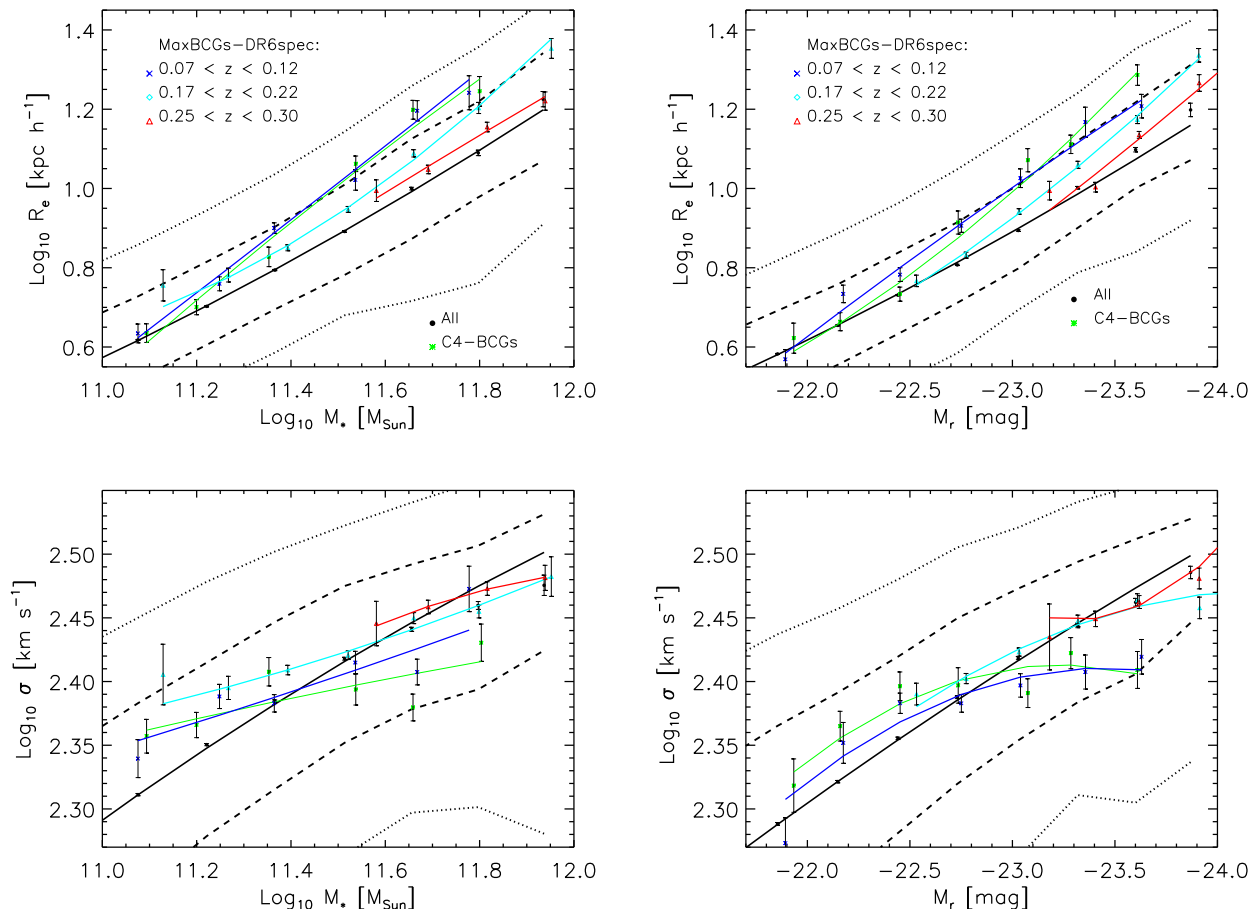 1.4
1.2
1.0
0.8
0.6
Log₁₀ Rₑ [kpc h⁻¹]
MaxBCGs−DR6spec:
0.07 < z < 0.12
0.17 < z < 0.22
0.25 < z < 0.30
All
C4−BCGs
11.0 11.2 11.4 11.6 11.8 12.0
Log₁₀ M* [M_Sun]
1.4
1.2
1.0
0.8
0.6
Log₁₀ Rₑ [kpc h⁻¹]
MaxBCGs−DR6spec:
0.07 < z < 0.12
0.17 < z < 0.22
0.25 < z < 0.30
All
C4−BCGs
−22.0 −22.5 −23.0 −23.5 −24.0
M_r [mag]
2.50
2.45
2.40
2.35
2.30
Log₁₀ σ [km s⁻¹]
11.0 11.2 11.4 11.6 11.8 12.0
Log₁₀ M* [M_Sun]
2.50
2.45
2.40
2.35
2.30
Log₁₀ σ [km s⁻¹]
−22.0 −22.5 −23.0 −23.5 −24.0
M_r [mag]